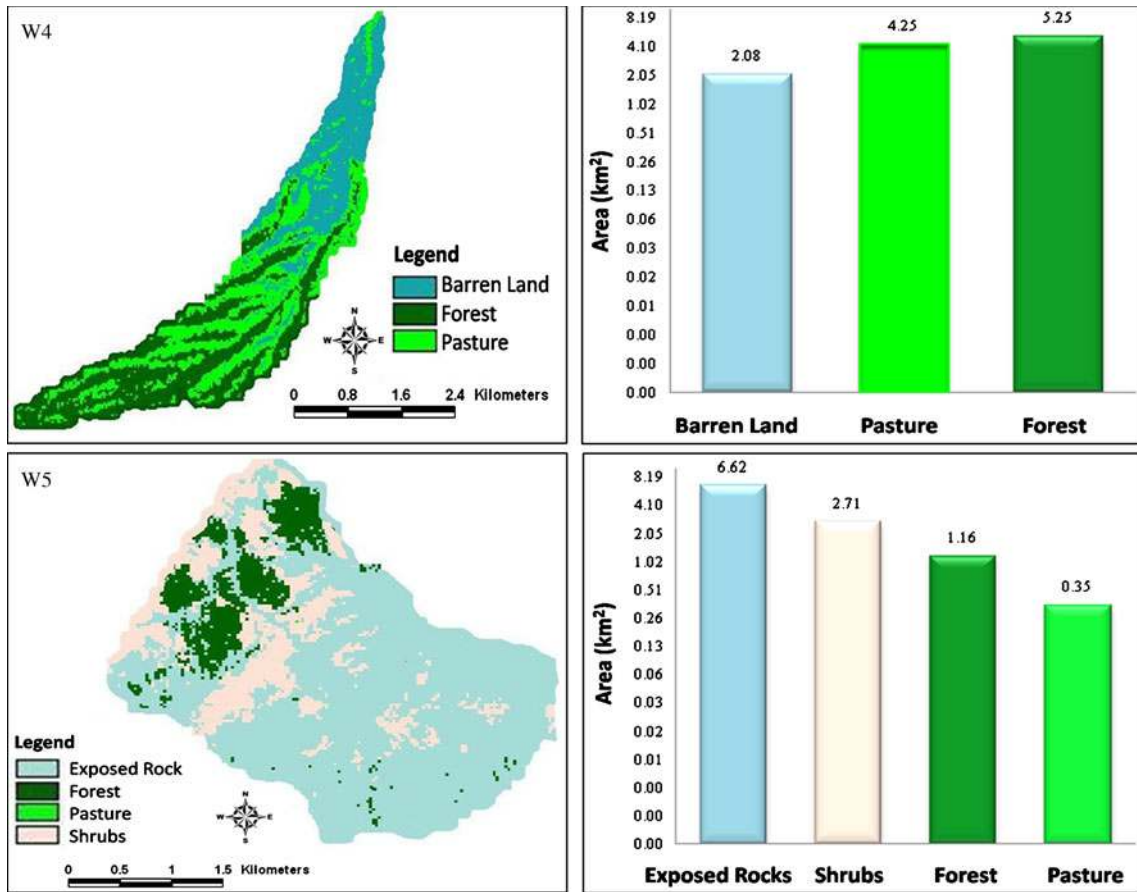 W4
Legend
Barren Land
Forest
Pasture
N
W E
S
0 0.8 1.6 2.4 Kilometers
Area (km²)
8.19
4.10
2.05
1.02
0.51
0.26
0.13
0.06
0.03
0.02
0.01
0.00
0.00
0.00
2.08
4.25
5.25
Barren Land Pasture Forest
W5
Legend
Exposed Rock
Forest
Pasture
Shrubs
N
W E
S
0 0.5 1 1.5 Kilometers
Area (km²)
8.19
4.10
2.05
1.02
0.51
0.26
0.13
0.06
0.03
0.02
0.01
0.00
0.00
0.00
6.62
2.71
1.16
0.35
Exposed Rocks Shrubs Forest Pasture